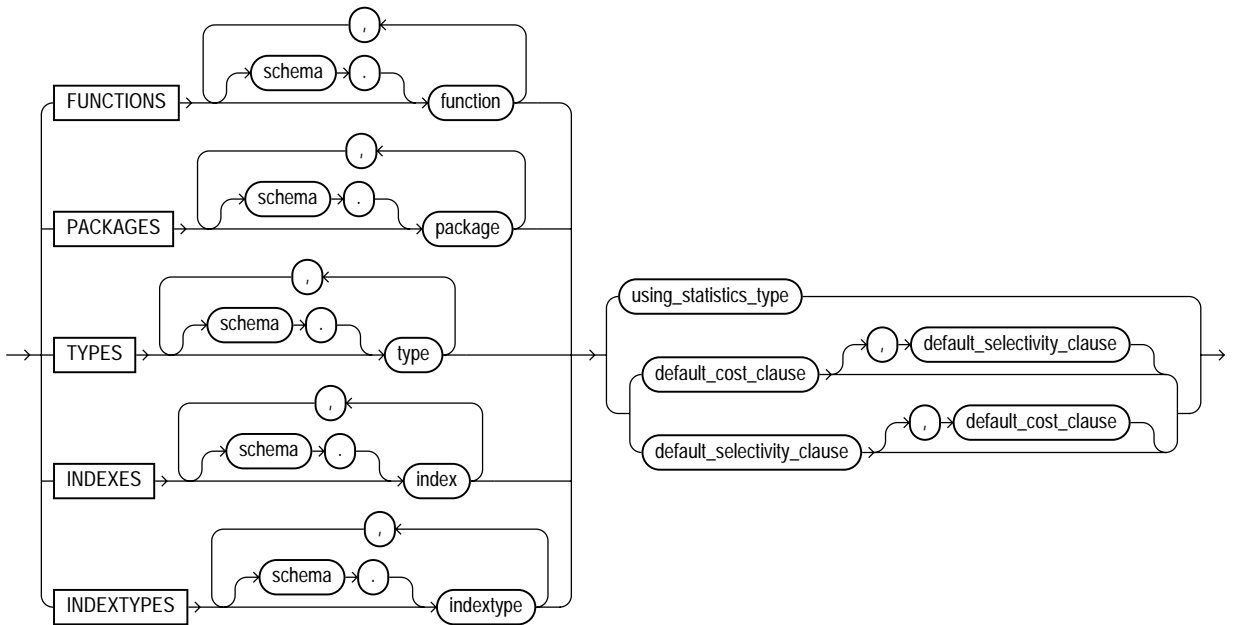 ,
schema .
FUNCTIONS function
,
schema .
PACKAGES package
,
using_statistics_type
schema .
, default_selectivity_clause
TYPES type
default_cost_clause
,
, default_cost_clause
schema .
default_selectivity_clause
INDEXES index
,
schema .
INDEXTYPES indextype